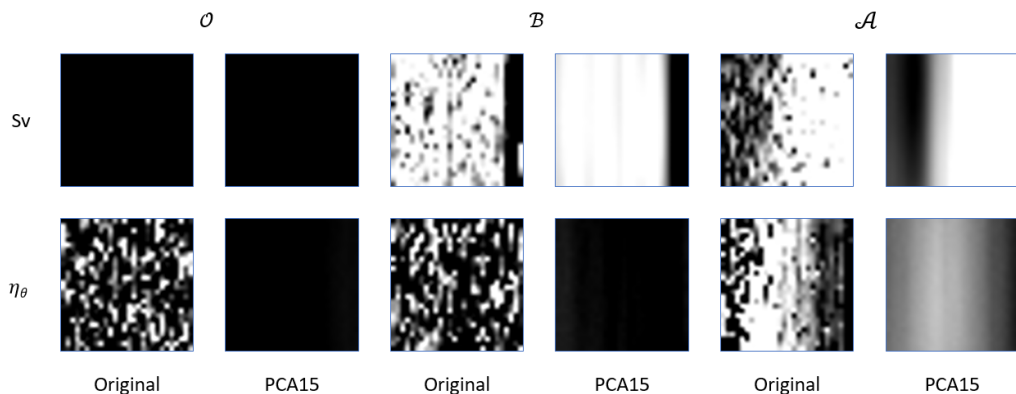 𝒪 ℬ 𝒜
Sv
η_θ
Original PCA15 Original PCA15 Original PCA15